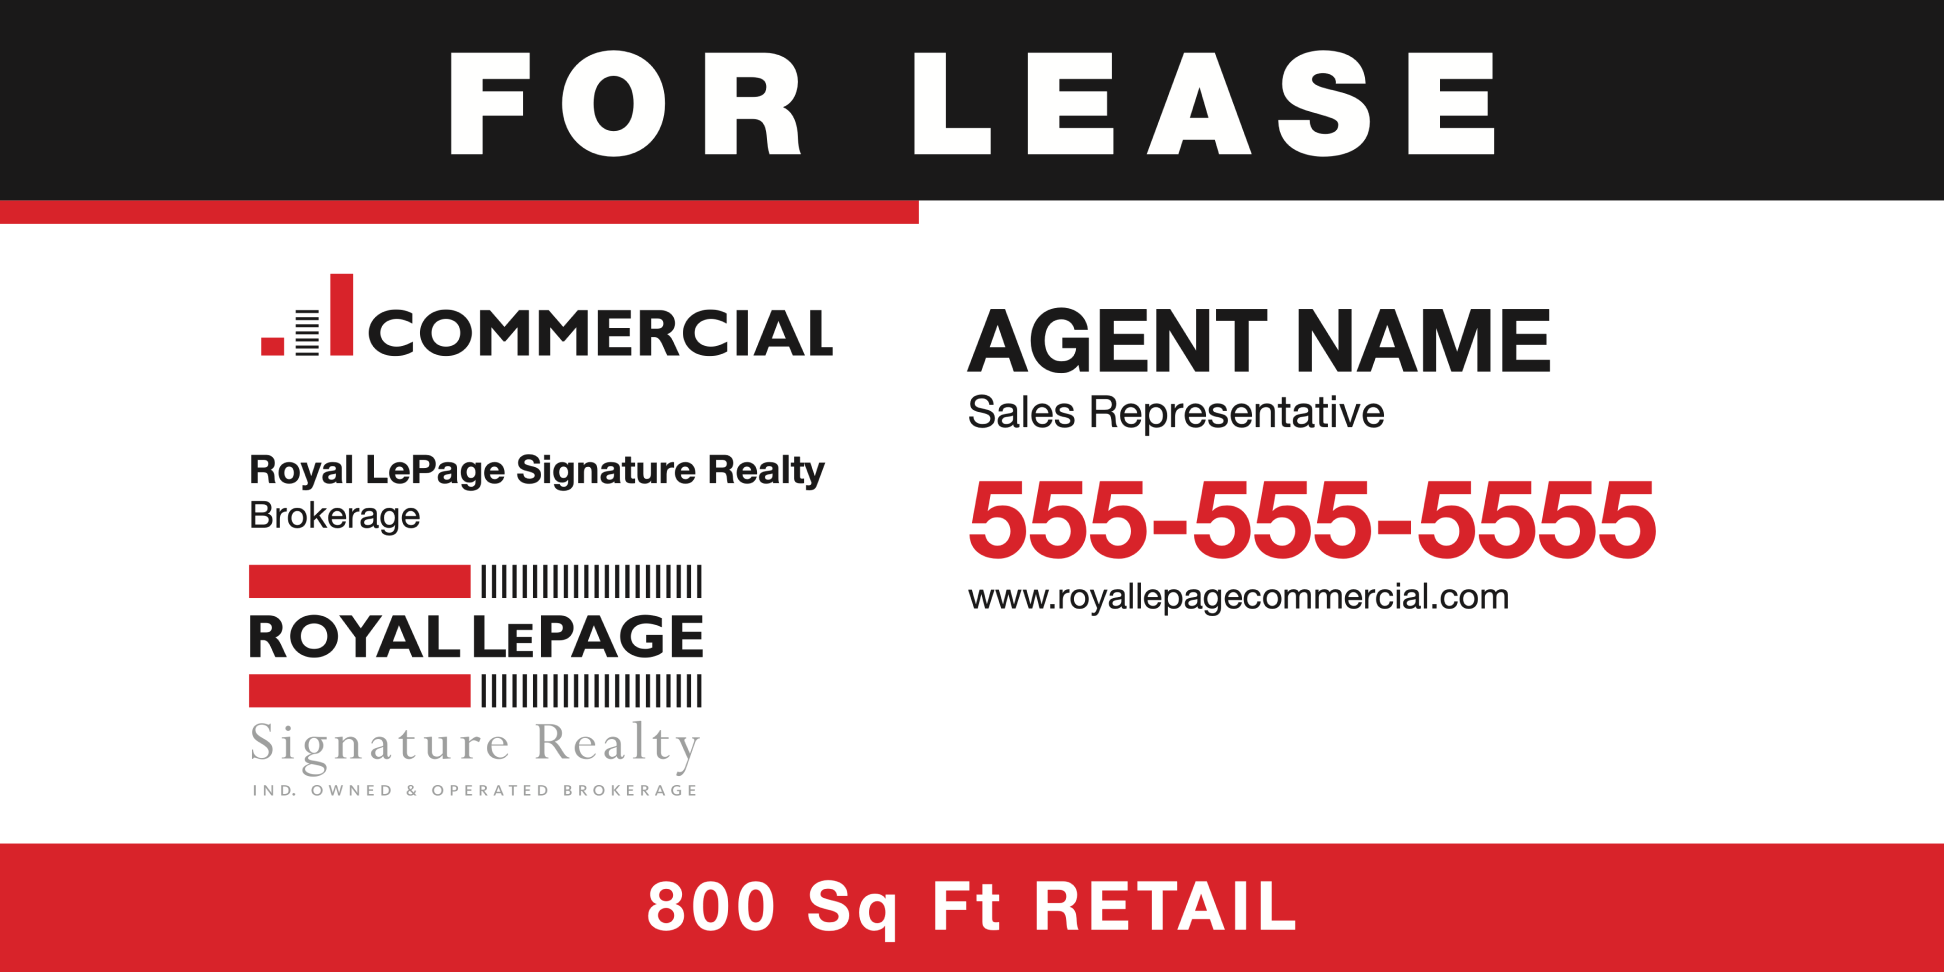 FOR LEASE
COMMERCIAL
Royal LePage Signature Realty
Brokerage
ROYAL LEPAGE
Signature Realty
IND. OWNED & OPERATED BROKERAGE
AGENT NAME
Sales Representative
555-555-5555
www.royallepagecommercial.com
800 Sq Ft RETAIL